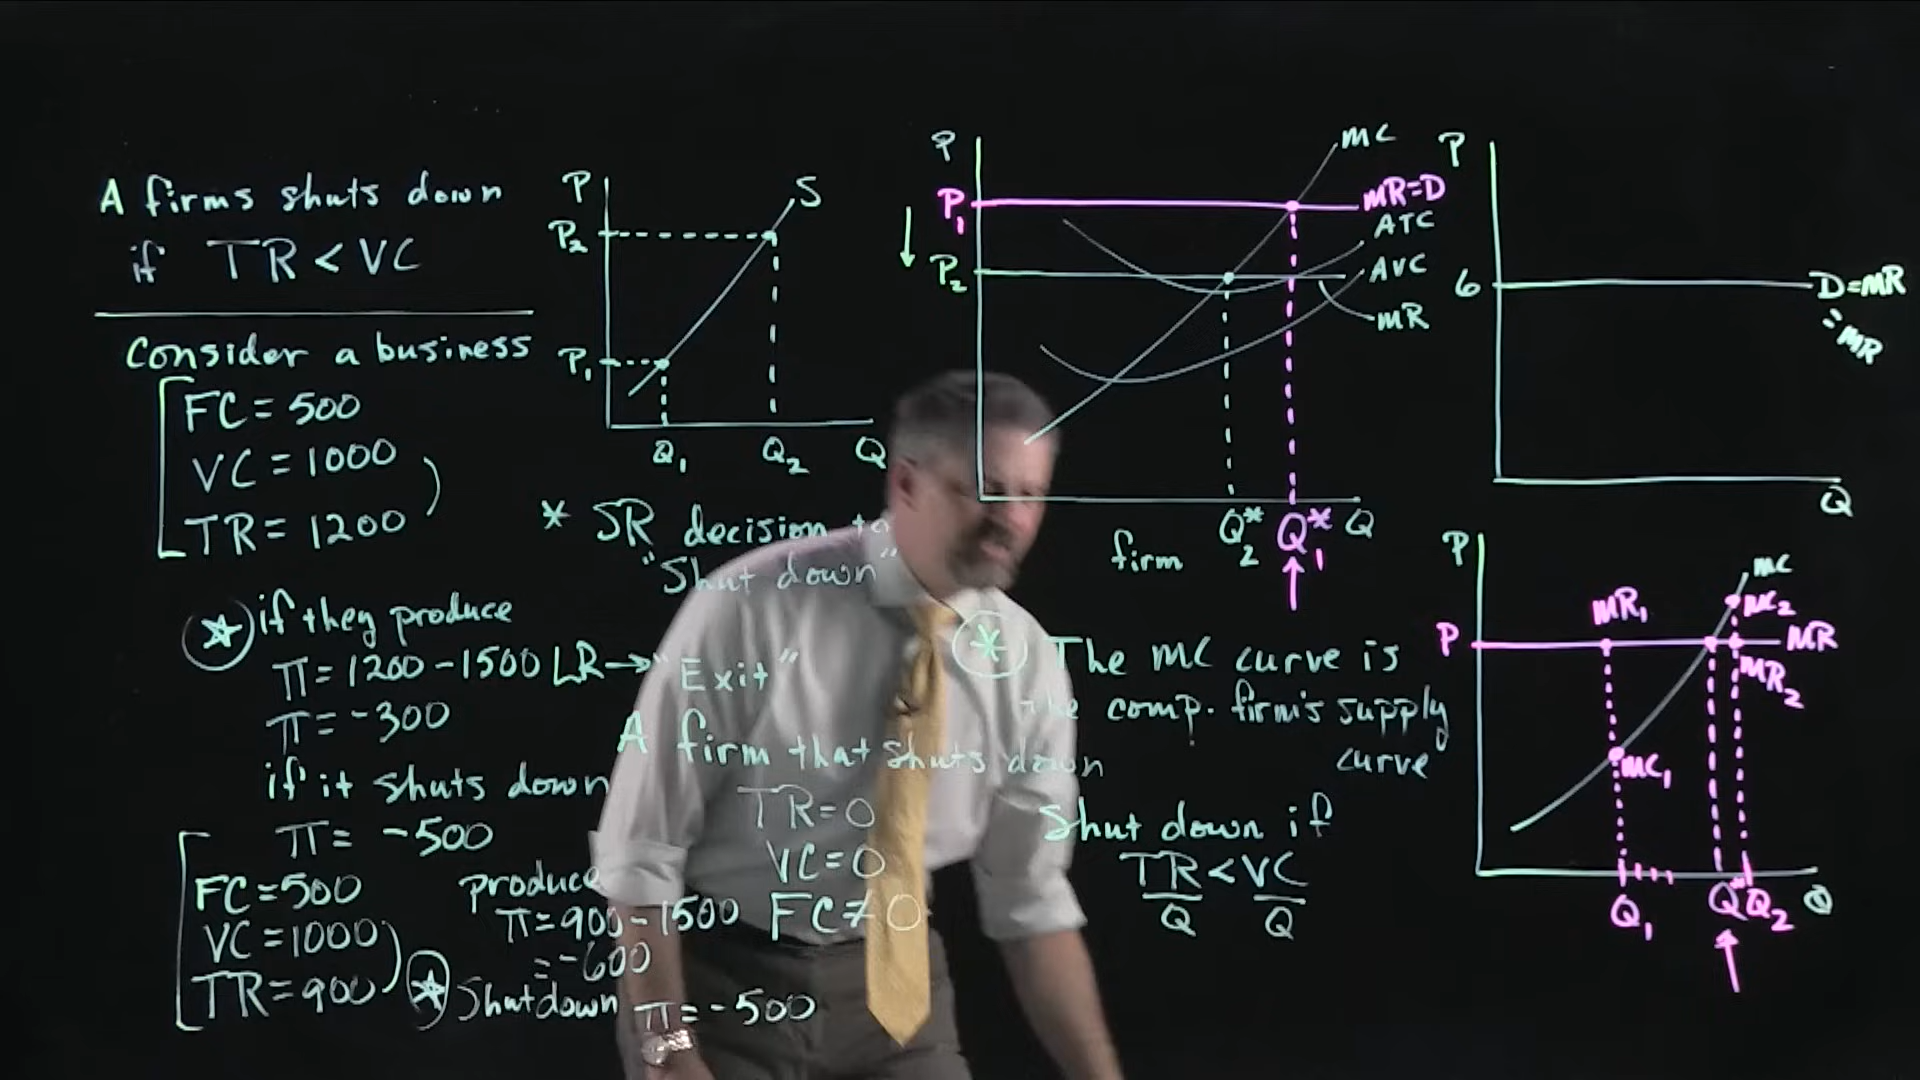 A firms shuts down
if TR < VC
Consider a business
FC = 500
VC = 1000
TR = 1200
if they produce
π = 1200 - 1500
π = -300
if it shuts down
π = -500
FC = 500
VC = 1000
TR = 900
produce
π = 900 - 1500
= -600
Shutdown π = -500
P
S
P2
P1
Q1 Q2 Q
* SR decision to
"Shut down"
LR → "Exit"
A firm that shuts down
TR = 0
VC = 0
FC ≠ 0
P
MC
P1
MR=D
ATC
P2
AVC
MR
Q2* Q1* Q
firm
* The MC curve is
the comp. firm's supply
curve
Shut down if
TR < VC
Q Q
P
6
D=MR
= MR
Q
P
MC
MR1
MC2
P
MR
MR2
MC1
Q1 Q* Q2 Q